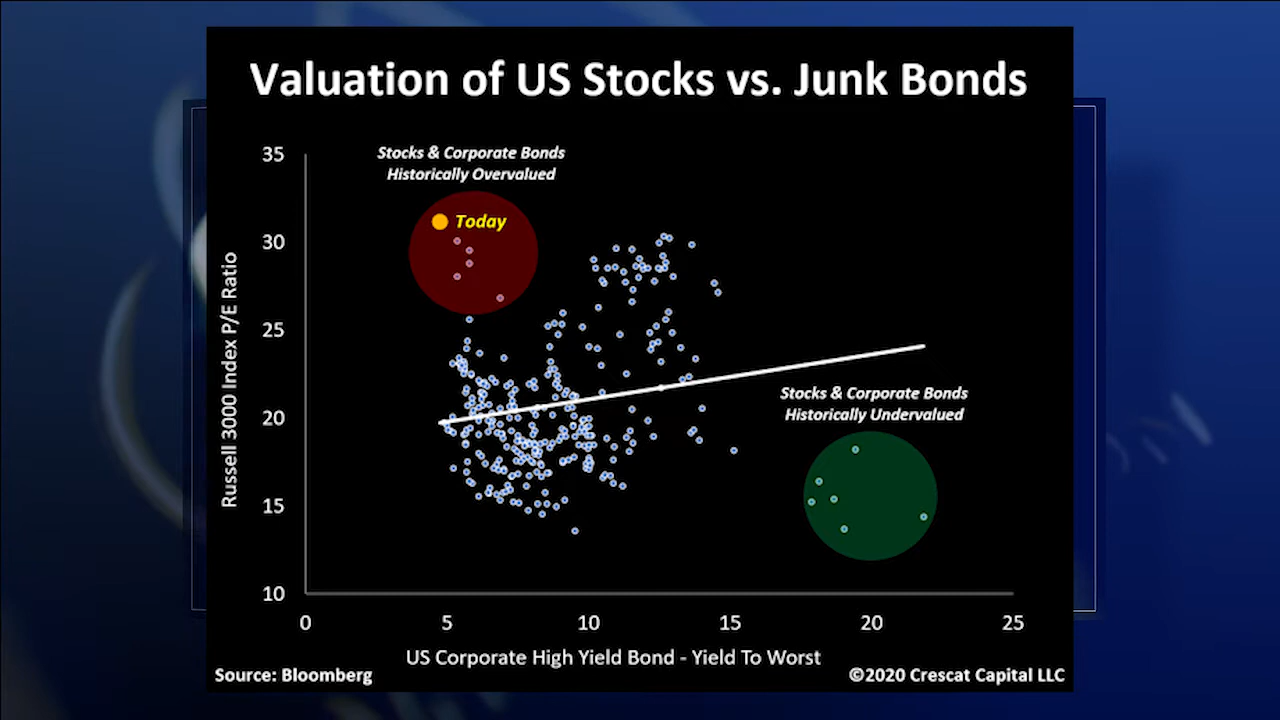 Valuation of US Stocks vs. Junk Bonds
Stocks & Corporate Bonds
Historically Overvalued
Today
35
30
25
20
15
10
Russell 3000 Index P/E Ratio
Stocks & Corporate Bonds
Historically Undervalued
0
5
10
15
20
25
US Corporate High Yield Bond - Yield To Worst
Source: Bloomberg
©2020 Crescat Capital LLC